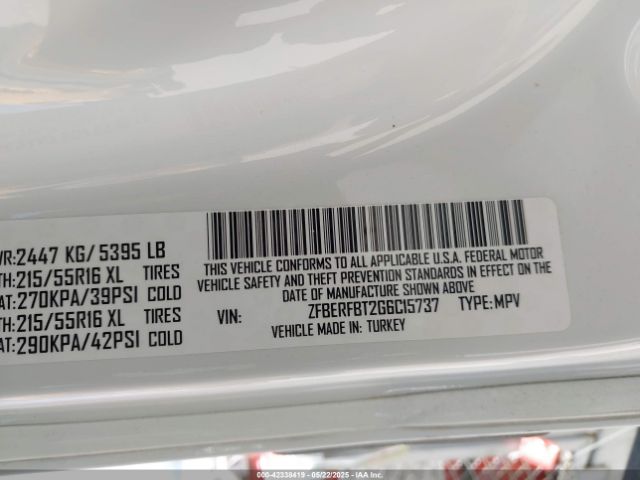 VR:2447 KG/ 5395 LB
TH:215/55R16 XL TIRES
AT:270KPA/39PSI COLD
TH:215/55R16 XL TIRES
AT:290KPA/42PSI COLD
THIS VEHICLE CONFORMS TO ALL APPLICABLE U.S.A. FEDERAL MOTOR
VEHICLE SAFETY AND THEFT PREVENTION STANDARDS IN EFFECT ON THE
DATE OF MANUFACTURE SHOWN ABOVE
VIN: ZFBERFBT2G6C15737 TYPE:MPV
VEHICLE MADE IN: TURKEY
000-42338419 05/22/2025 IAAI.COM